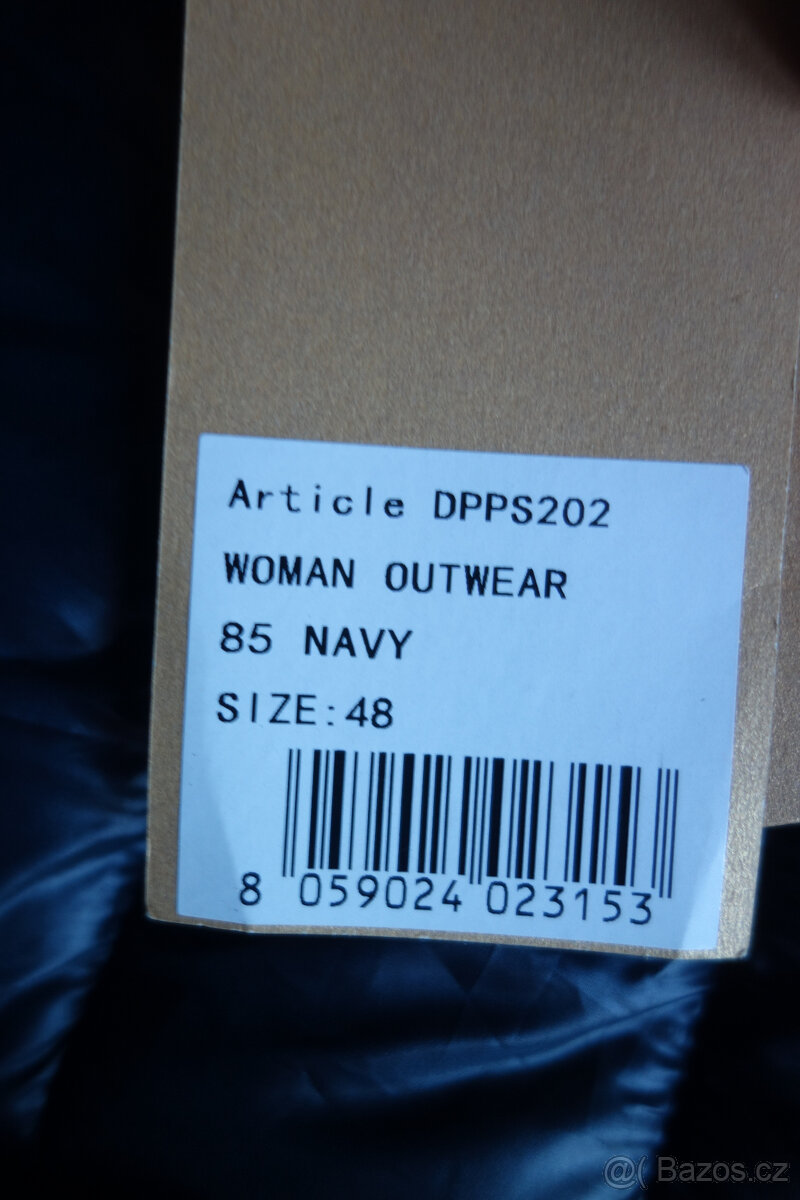 Article DPPS202
WOMAN OUTWEAR
85 NAVY
SIZE:48
8 059024 023153
@( Bazos.cz